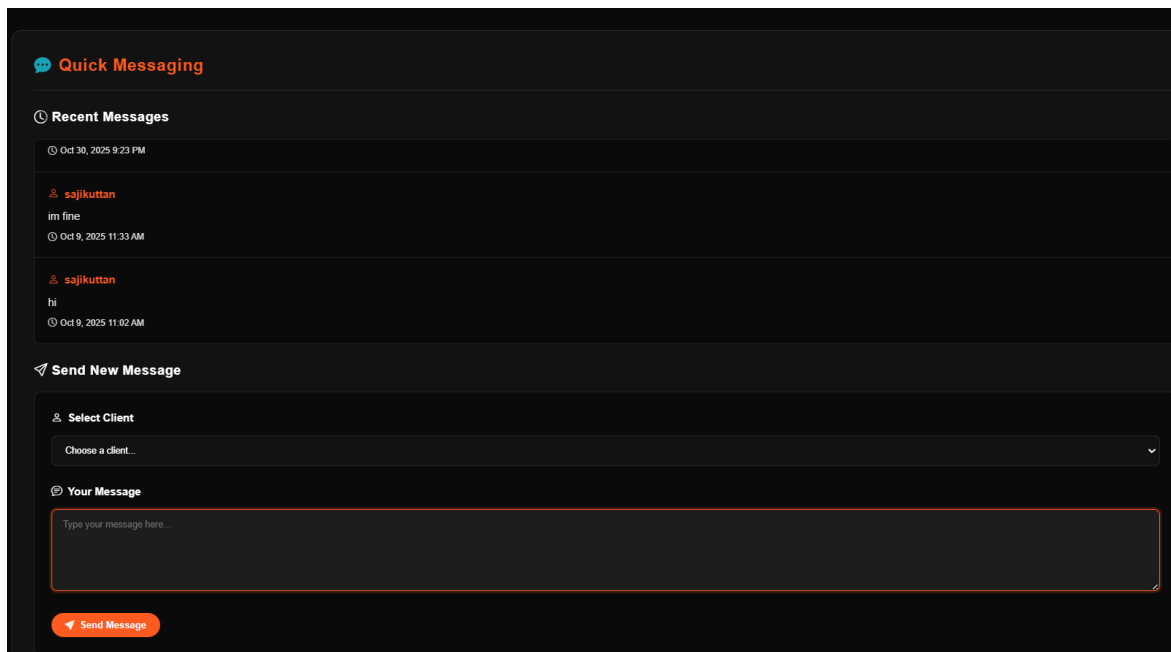 Quick Messaging
Recent Messages
Oct 30, 2025 9:23 PM
sajikuttan
im fine
Oct 9, 2025 11:33 AM
sajikuttan
hi
Oct 9, 2025 11:02 AM
Send New Message
Select Client
Choose a client...
Your Message
Type your message here...
Send Message